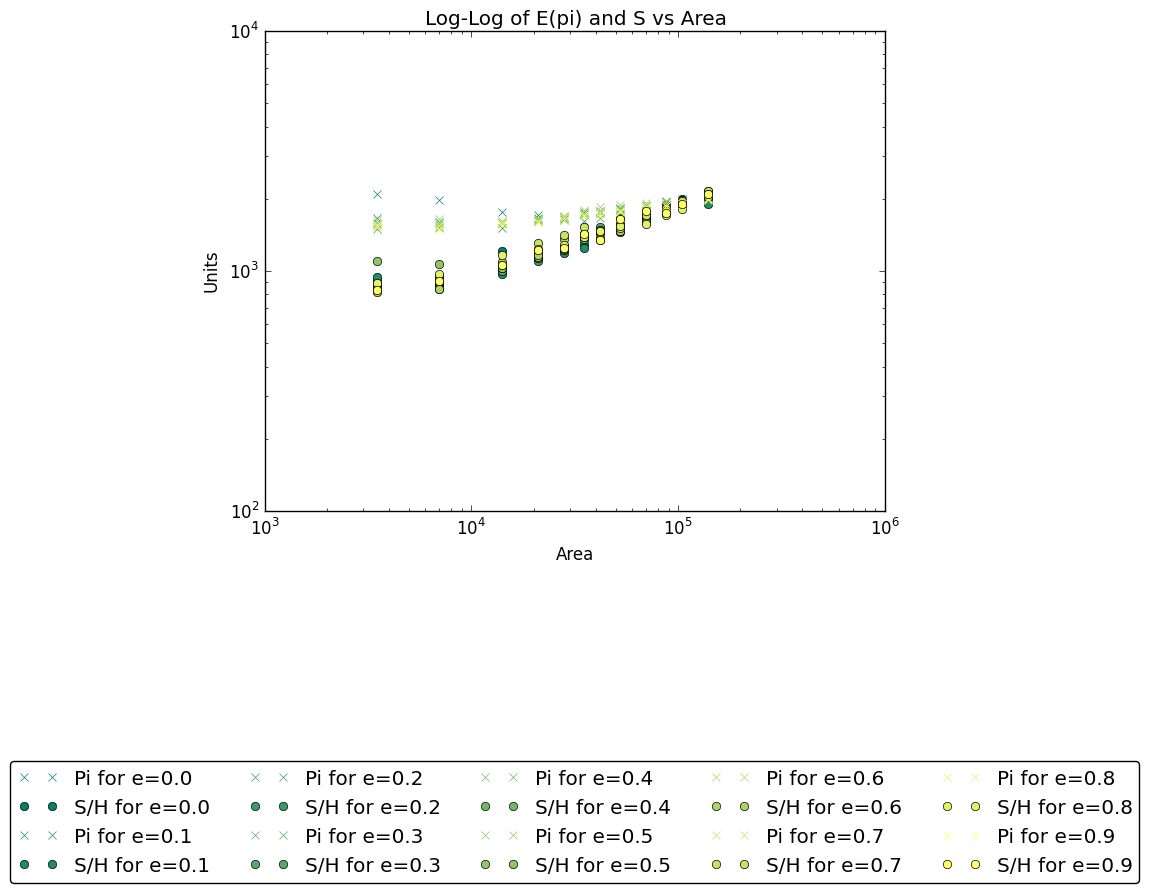 Log-Log of E(pi) and S vs Area
10^4
10^3
10^2
Units
10^3 10^4 10^5 10^6
Area
Pi for e=0.0 Pi for e=0.2 Pi for e=0.4 Pi for e=0.6 Pi for e=0.8
S/H for e=0.0 S/H for e=0.2 S/H for e=0.4 S/H for e=0.6 S/H for e=0.8
Pi for e=0.1 Pi for e=0.3 Pi for e=0.5 Pi for e=0.7 Pi for e=0.9
S/H for e=0.1 S/H for e=0.3 S/H for e=0.5 S/H for e=0.7 S/H for e=0.9